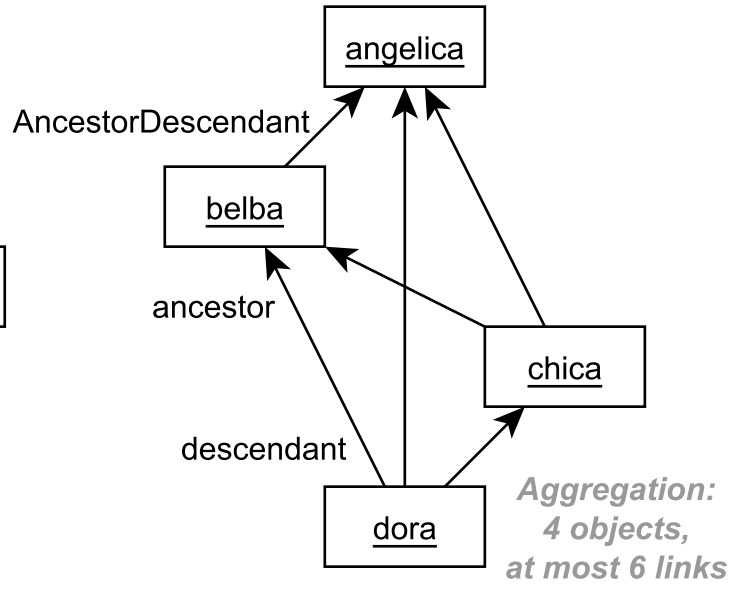 angelica
AncestorDescendant
belba
ancestor
chica
descendant
dora
Aggregation:
4 objects,
at most 6 links